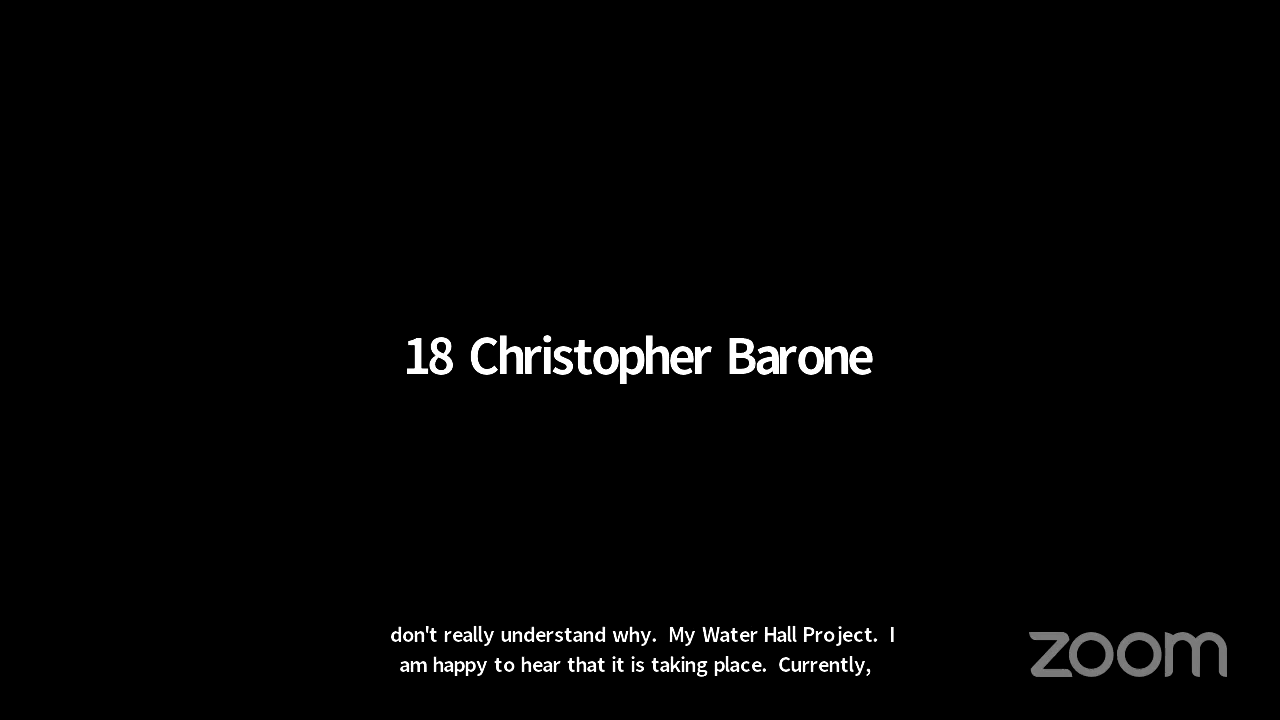 18 Christopher Barone
don't really understand why. My Water Hall Project. I
am happy to hear that it is taking place. Currently,
zoom